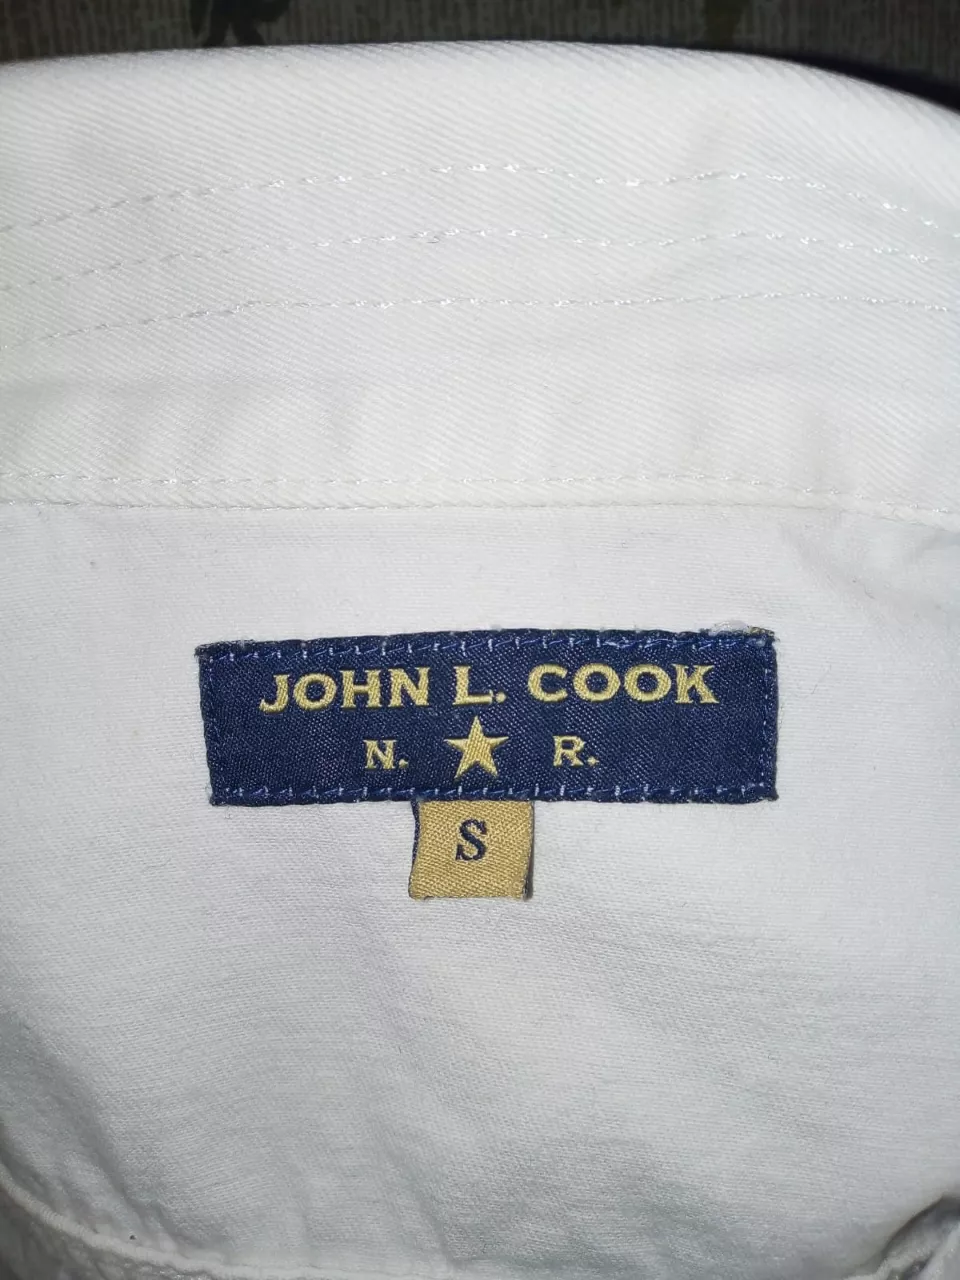 JOHN L. COOK
N. R.
S